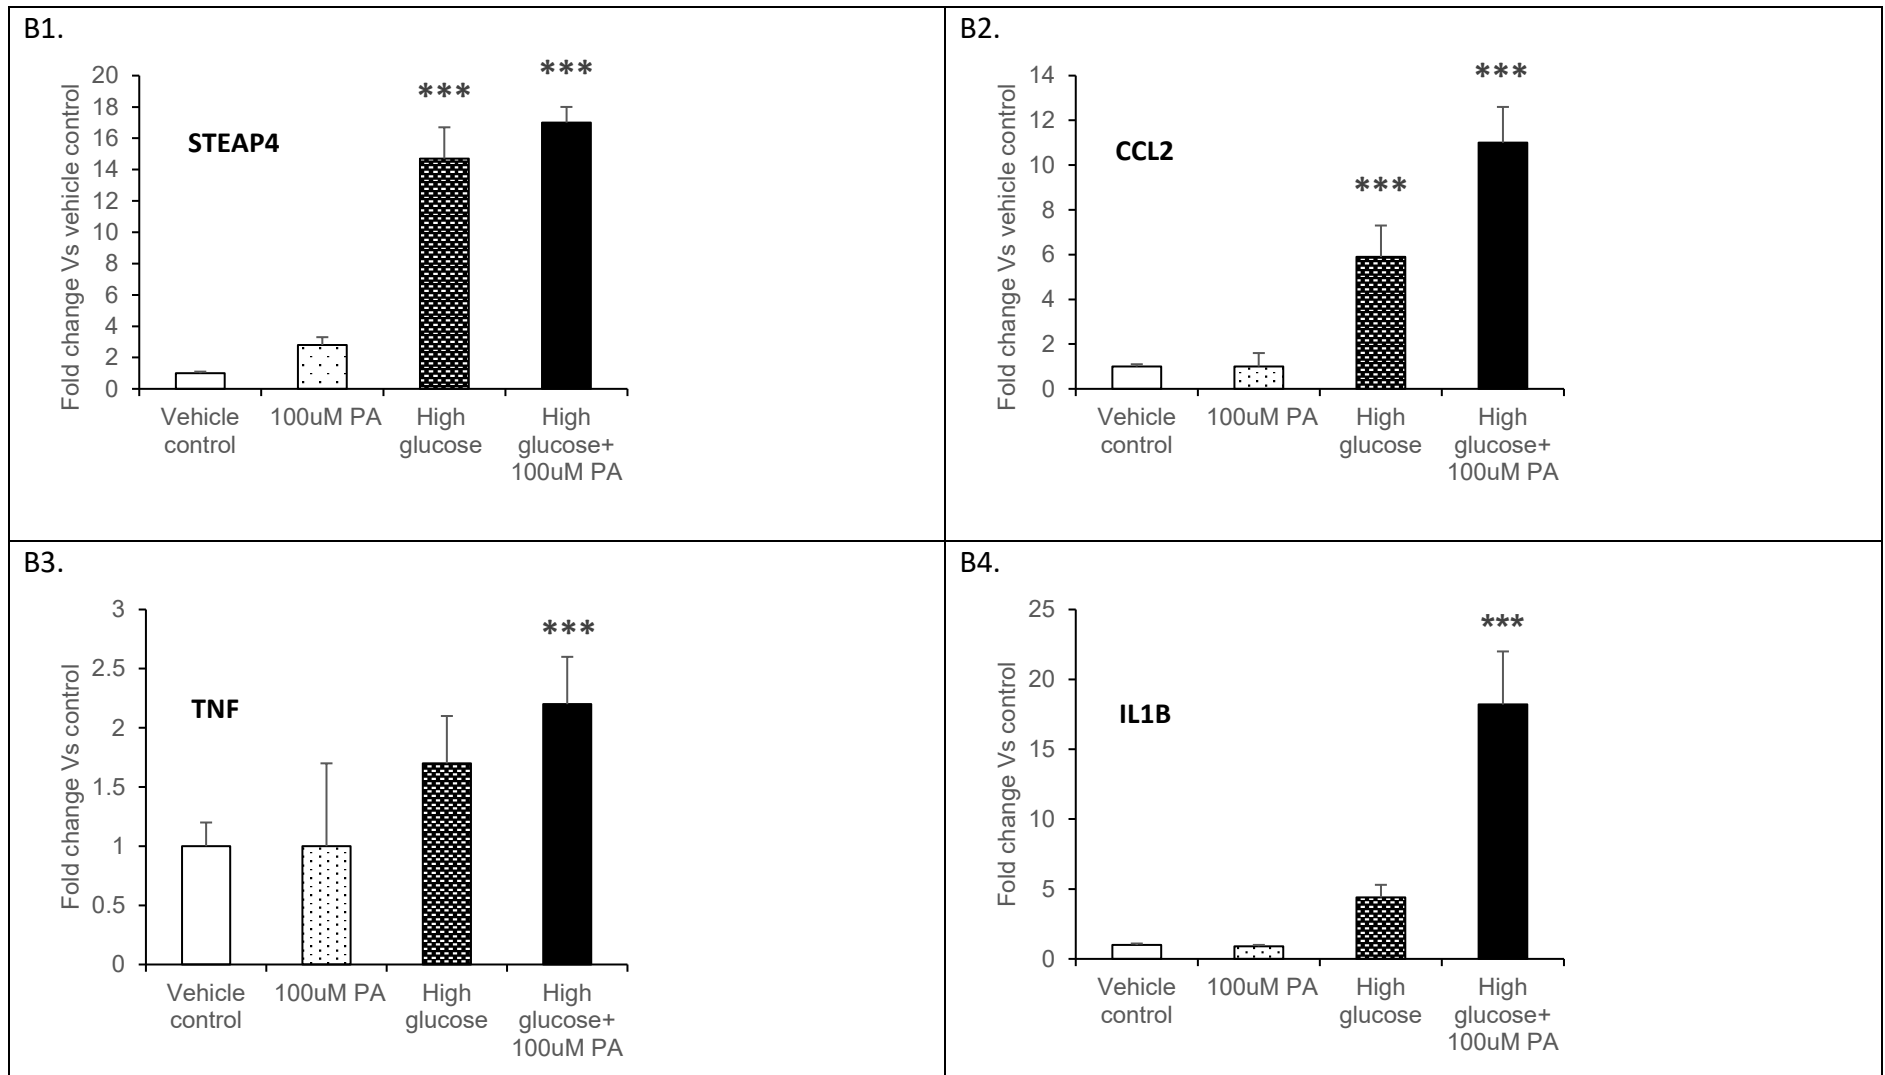 B1.
Fold change Vs vehicle control
20
18
16
14
12
10
8
6
4
2
0
STEAP4
***
***
Vehicle
control
100uM PA
High
glucose
High
glucose+
100uM PA
B2.
Fold change Vs vehicle control
14
12
10
8
6
4
2
0
CCL2
***
***
Vehicle
control
100uM PA
High
glucose
High
glucose+
100uM PA
B3.
Fold change Vs control
3
2.5
2
1.5
1
0.5
0
TNF
***
Vehicle
control
100uM PA
High
glucose
High
glucose+
100uM PA
B4.
Fold change Vs control
25
20
15
10
5
0
IL1B
***
Vehicle
control
100uM PA
High
glucose
High
glucose+
100uM PA